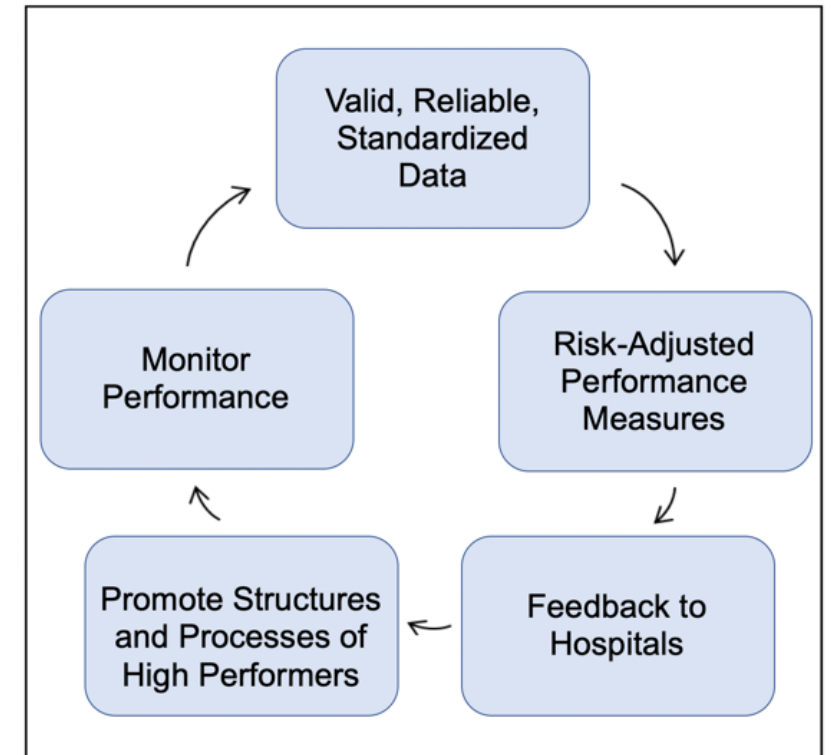 Valid, Reliable,
Standardized
Data
Risk-Adjusted
Performance
Measures
Feedback to
Hospitals
Promote Structures
and Processes of
High Performers
Monitor
Performance